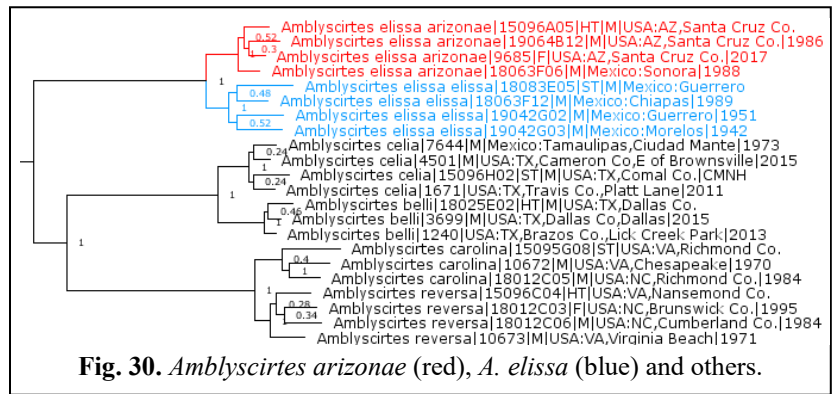 Amblyscirtes elissa arizonae|15096A05|HT|M|USA:AZ,Santa Cruz Co.
0.52
Amblyscirtes elissa arizonae|19064B12|M|USA:AZ,Santa Cruz Co.|1986
0.3
Amblyscirtes elissa arizonae|9685|F|USA:AZ,Santa Cruz Co.|2017
1
Amblyscirtes elissa arizonae|18063F06|M|Mexico:Sonora|1988
1
Amblyscirtes elissa elissa|18083E05|ST|M|Mexico:Guerrero
0.48
Amblyscirtes elissa elissa|18063F12|M|Mexico:Chiapas|1989
1
Amblyscirtes elissa elissa|19042G02|M|Mexico:Guerrero|1951
0.52
Amblyscirtes elissa elissa|19042G03|M|Mexico:Morelos|1942
Amblyscirtes celia|7644|M|Mexico:Tamaulipas,Ciudad Mante|1973
0.24
Amblyscirtes celia|4501|M|USA:TX,Cameron Co,E of Brownsville|2015
1
Amblyscirtes celia|15096H02|ST|M|USA:TX,Comal Co.|CMNH
0.24
Amblyscirtes celia|1671|USA:TX,Travis Co.,Platt Lane|2011
1
Amblyscirtes belli|18025E02|HT|M|USA:TX,Dallas Co.
0.46
Amblyscirtes belli|3699|M|USA:TX,Dallas Co,Dallas|2015
1
Amblyscirtes belli|1240|USA:TX,Brazos Co.,Lick Creek Park|2013
1
Amblyscirtes carolina|15095G08|ST|USA:VA,Richmond Co.
0.4
Amblyscirtes carolina|10672|M|USA:VA,Chesapeake|1970
1
Amblyscirtes carolina|18012C05|M|USA:NC,Richmond Co.|1984
1
Amblyscirtes reversa|15096C04|HT|USA:VA,Nansemond Co.
0.28
Amblyscirtes reversa|18012C03|F|USA:NC,Brunswick Co.|1995
0.34
Amblyscirtes reversa|18012C06|M|USA:NC,Cumberland Co.|1984
1
Amblyscirtes reversa|10673|M|USA:VA,Virginia Beach|1971
Fig. 30. Amblyscirtes arizonae (red), A. elissa (blue) and others.